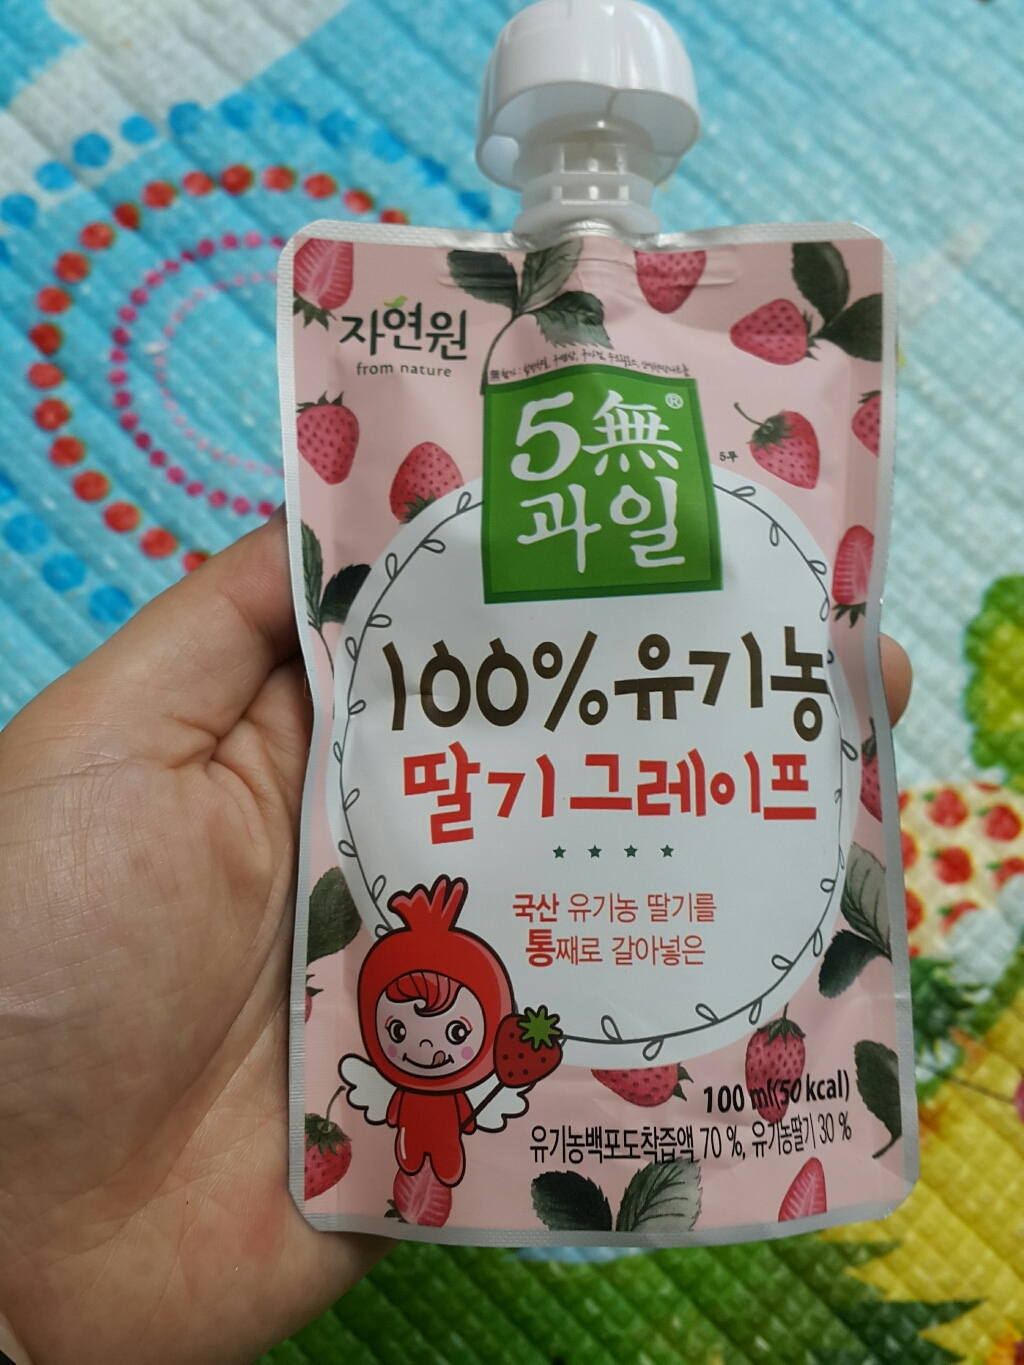 자연원
from nature
5無®
과일
5무
100%유기농
딸기그레이프
국산 유기농 딸기를
통째로 갈아넣은
100 ml(50 kcal)
유기농백포도착즙액 70 %, 유기농딸기 30 %